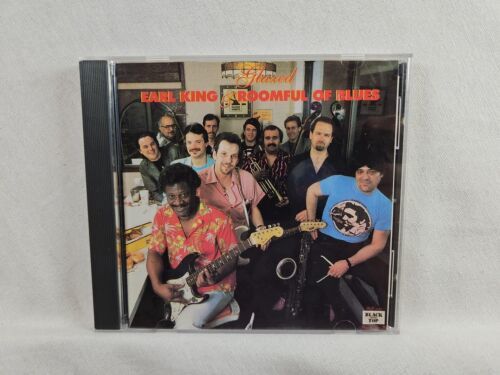 Glazed
EARL KING & ROOMFUL OF BLUES
BLACK
TOP